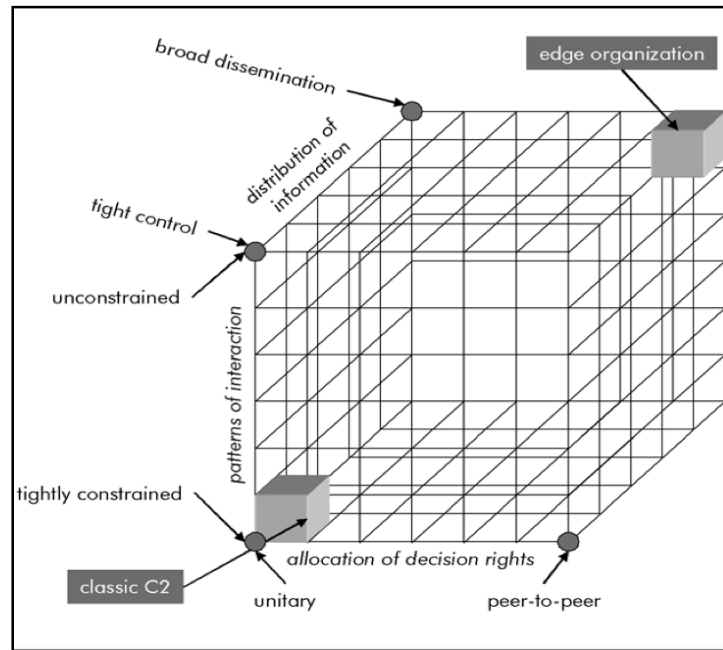 edge organization
broad dissemination
distribution of
information
tight control
unconstrained
patterns of interaction
tightly constrained
allocation of decision rights
classic C2
unitary
peer-to-peer